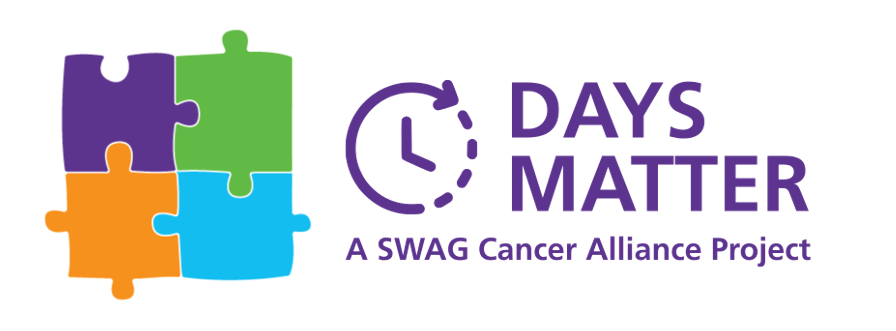 DAYS
MATTER
A SWAG Cancer Alliance Project